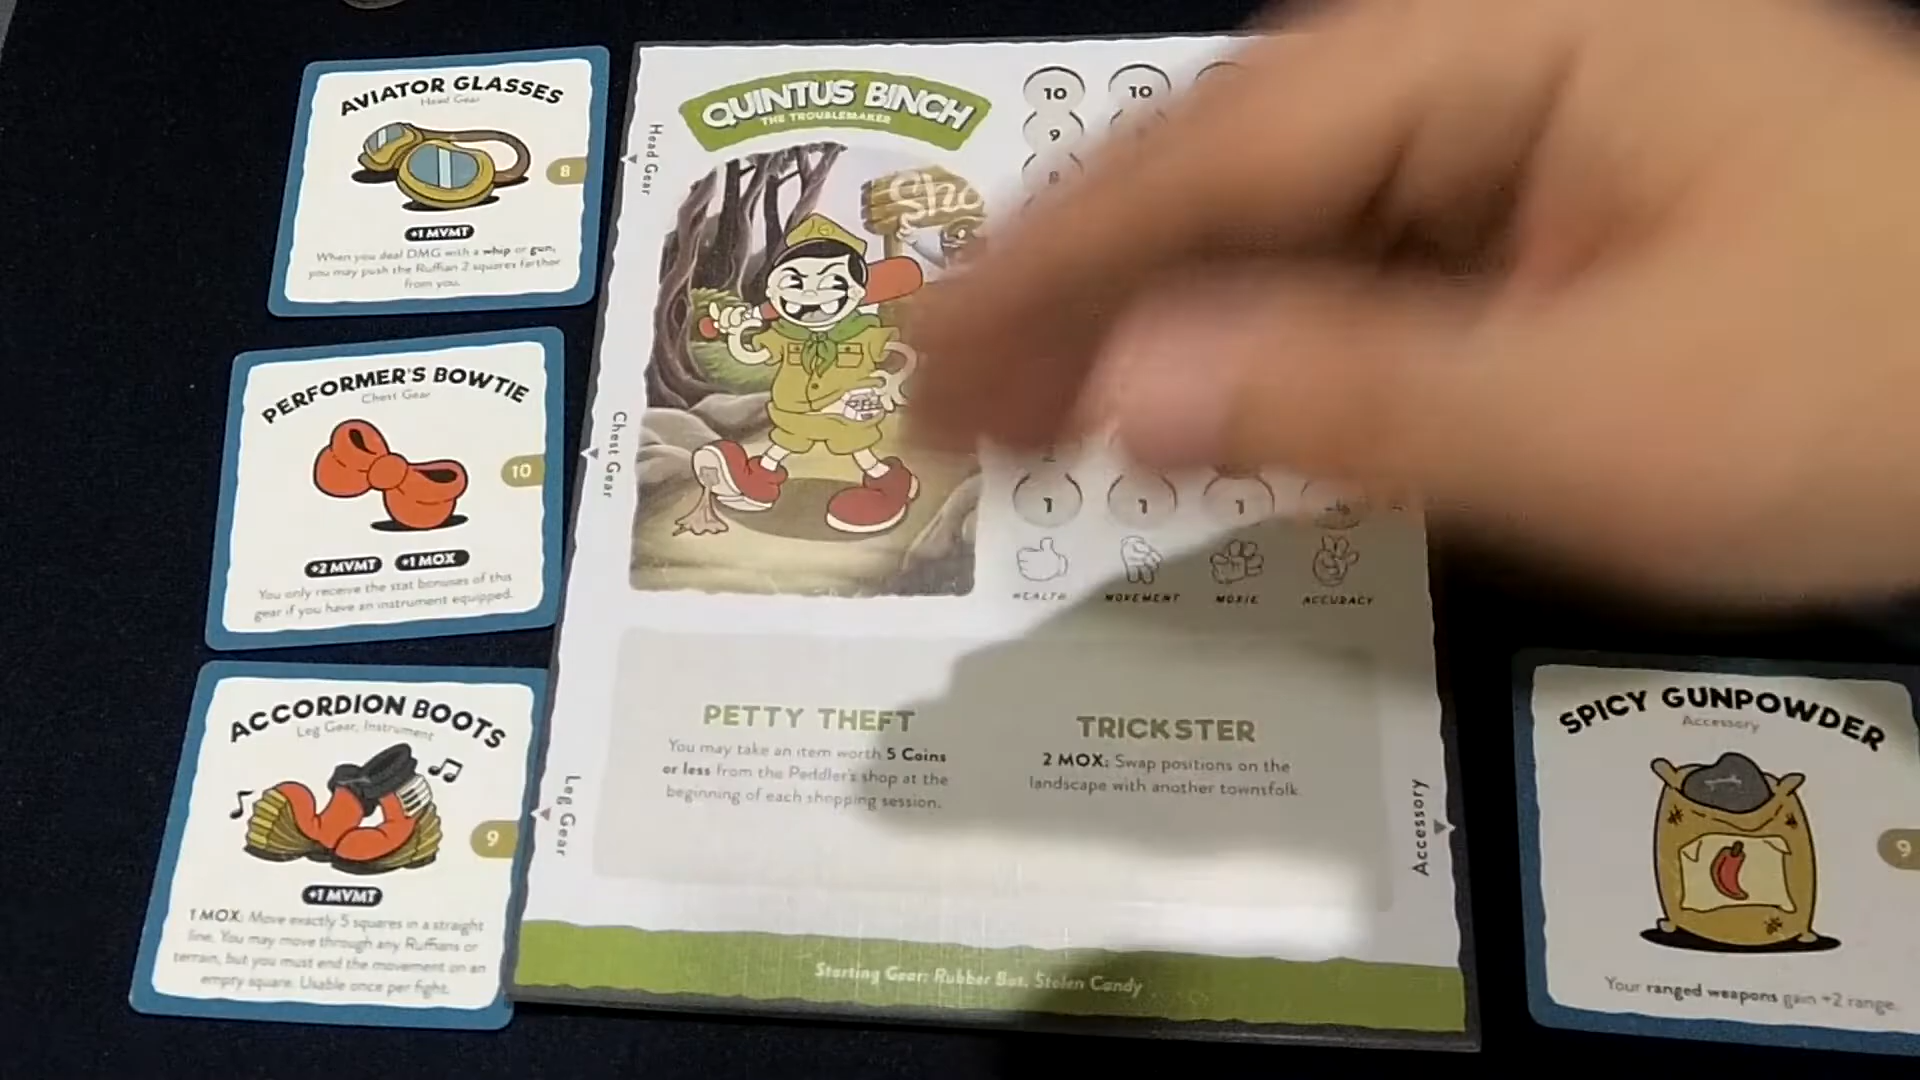 AVIATOR GLASSES
Head Gear
8
+1 MVMT
When you deal DMG with a whip or gun,
you may push the Ruffian 2 squares farther
from you.
PERFORMER'S BOWTIE
Chest Gear
10
+2 MVMT +1 MOX
You only receive the stat bonuses of this
gear if you have an instrument equipped.
ACCORDION BOOTS
Leg Gear, Instrument
9
+1 MVMT
1 MOX: Move exactly 5 squares in a straight
line. You may move through any Ruffians or
terrain, but you must end the movement on an
empty square. Usable once per fight.
Head Gear
Chest Gear
Leg Gear
QUINTUS BINCH
THE TROUBLEMAKER
Sho
10 10
9
8
1 1 1
HEALTH MOVEMENT MOXIE ACCURACY
PETTY THEFT
You may take an item worth 5 Coins
or less from the Peddler's shop at the
beginning of each shopping session.
TRICKSTER
2 MOX: Swap positions on the
landscape with another townsfolk.
Accessory
Starting Gear: Rubber Bat, Stolen Candy
SPICY GUNPOWDER
Accessory
9
Your ranged weapons gain +2 range.